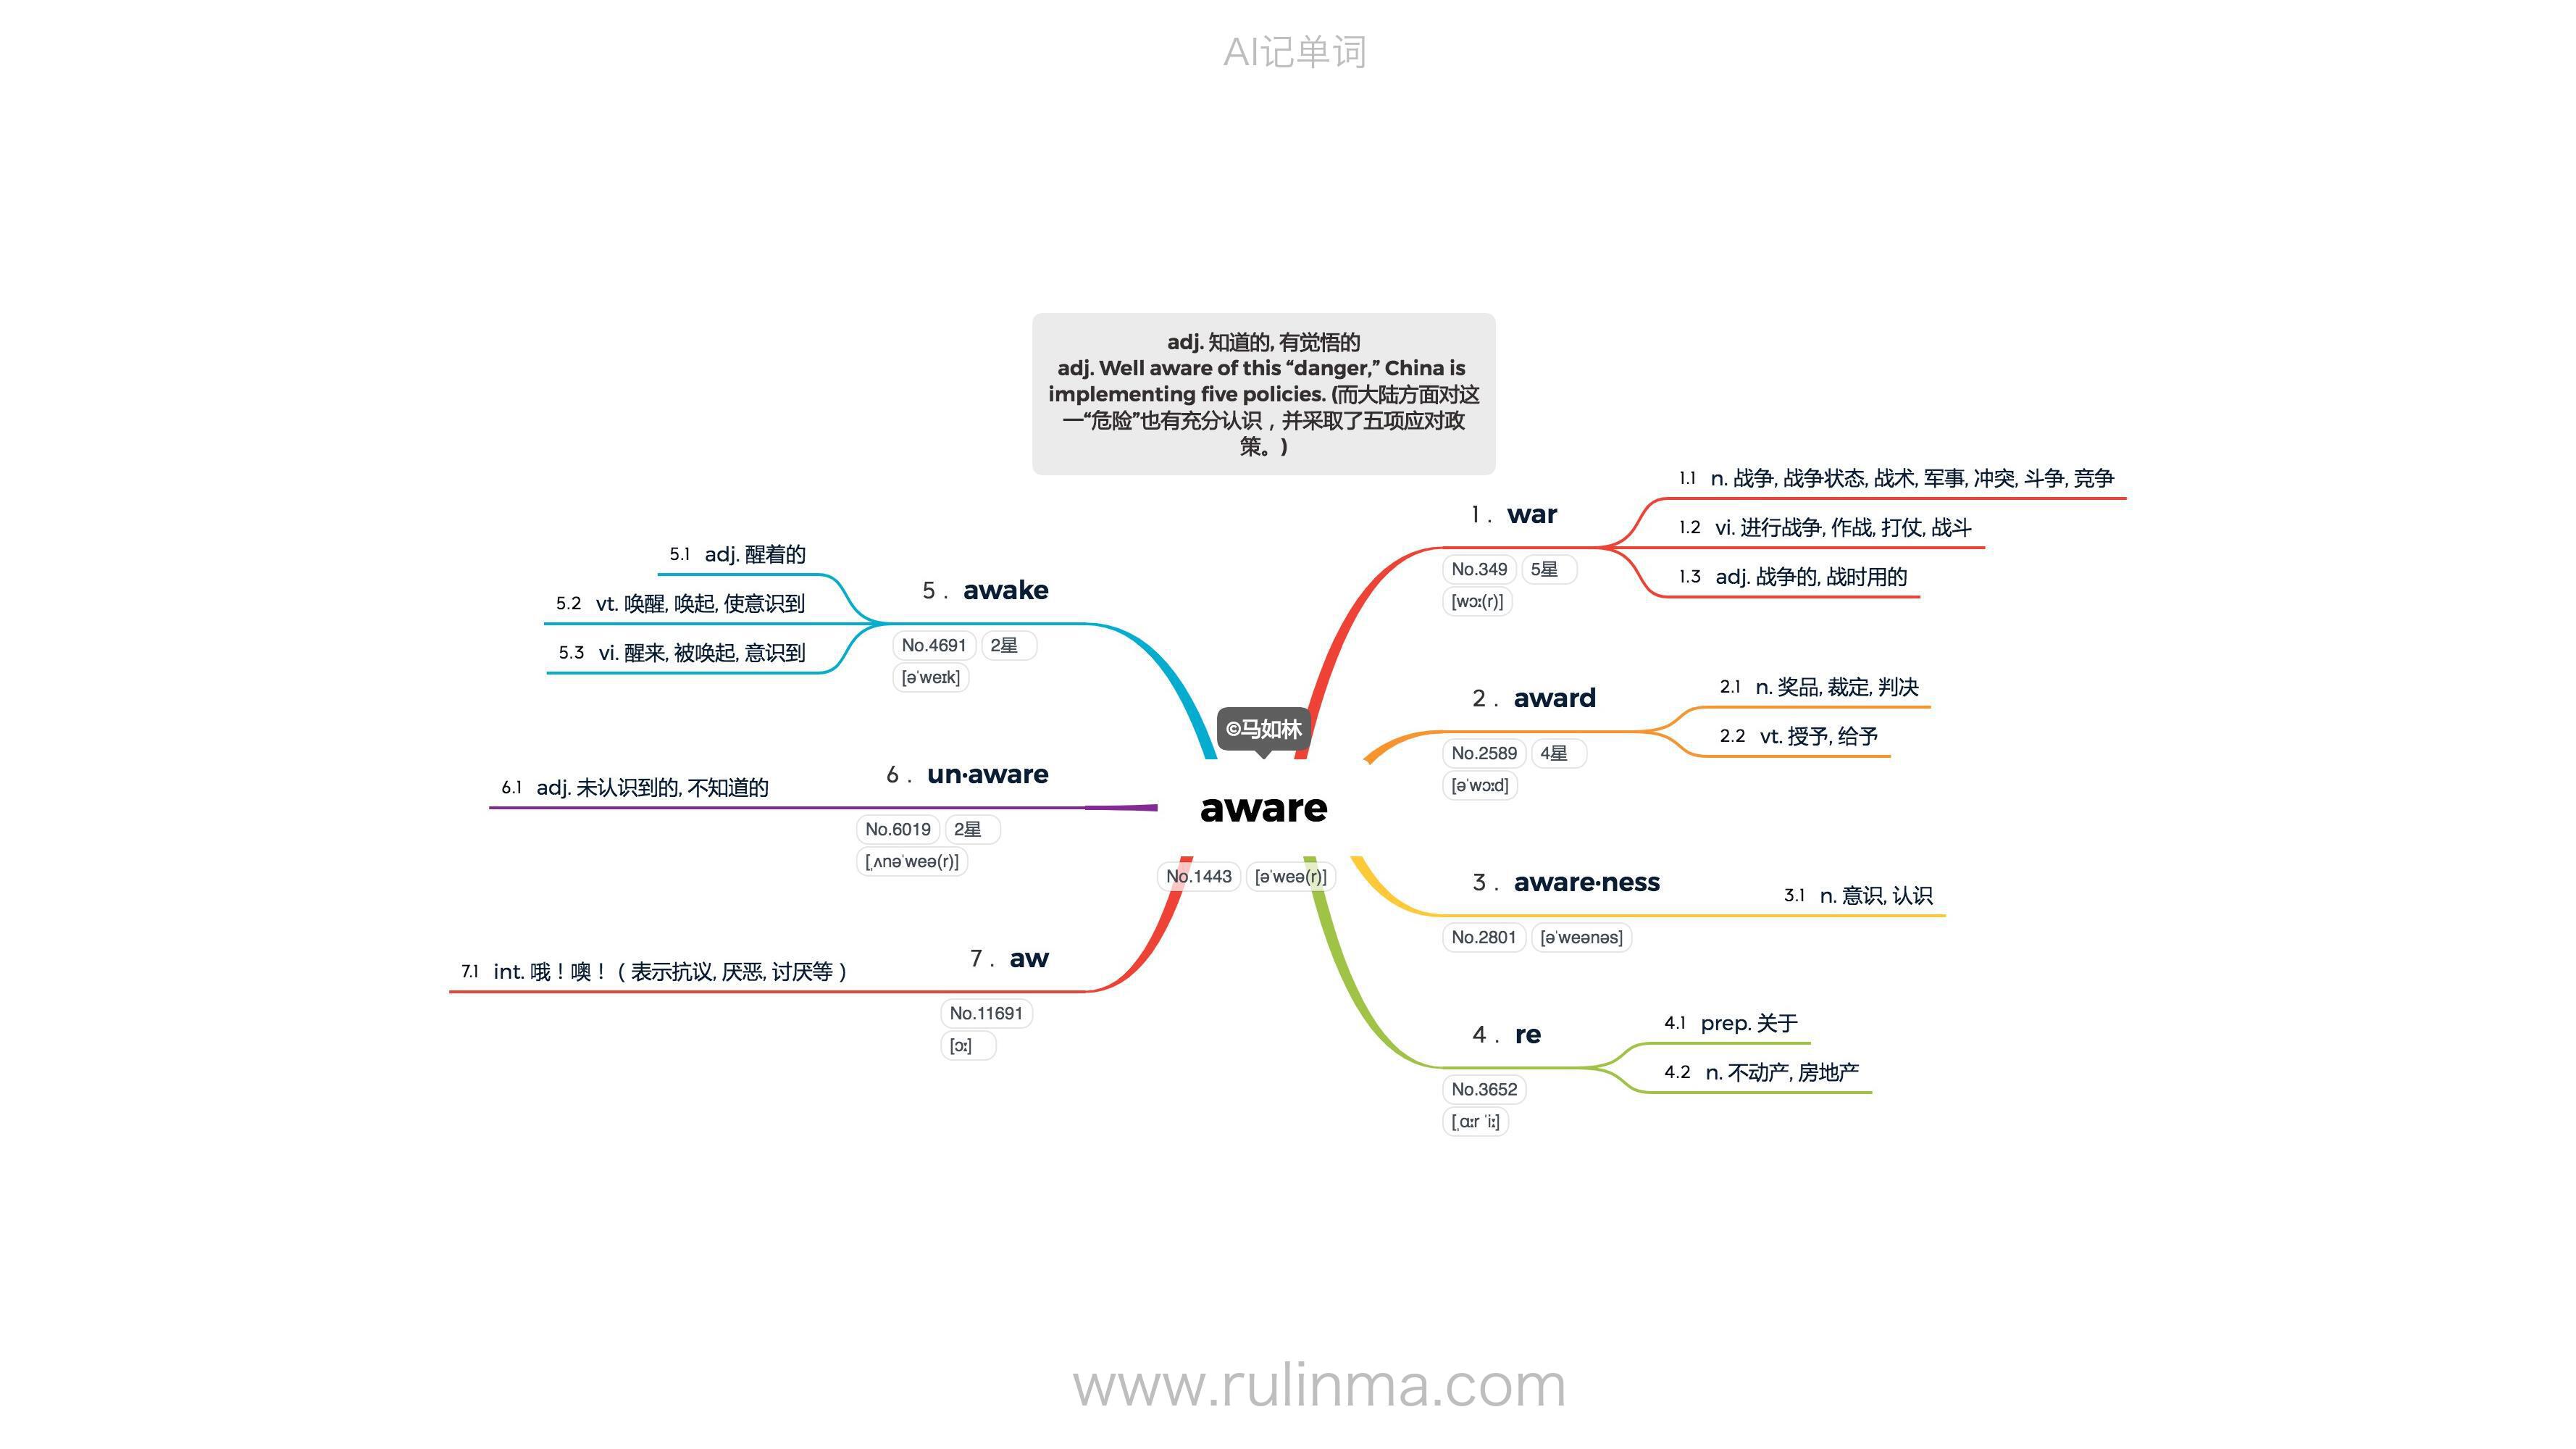 AI记单词
adj. 知道的, 有觉悟的
adj. Well aware of this “danger,” China is
implementing five policies. (而大陆方面对这
一“危险”也有充分认识，并采取了五项应对政
策。)
©马如林
aware
No.1443 [əˈweə(r)]
1 . war
No.349 5星
[wɔː(r)]
1.1 n. 战争, 战争状态, 战术, 军事, 冲突, 斗争, 竞争
1.2 vi. 进行战争, 作战, 打仗, 战斗
1.3 adj. 战争的, 战时用的
2 . award
No.2589 4星
[əˈwɔːd]
2.1 n. 奖品, 裁定, 判决
2.2 vt. 授予, 给予
3 . aware·ness
No.2801 [əˈweənəs]
3.1 n. 意识, 认识
4 . re
No.3652
[ˌɑːr ˈiː]
4.1 prep. 关于
4.2 n. 不动产, 房地产
5 . awake
No.4691 2星
[əˈweɪk]
5.1 adj. 醒着的
5.2 vt. 唤醒, 唤起, 使意识到
5.3 vi. 醒来, 被唤起, 意识到
6 . un·aware
No.6019 2星
[ˌʌnəˈweə(r)]
6.1 adj. 未认识到的, 不知道的
7 . aw
No.11691
[ɔː]
7.1 int. 哦！噢！（表示抗议, 厌恶, 讨厌等）
www.rulinma.com